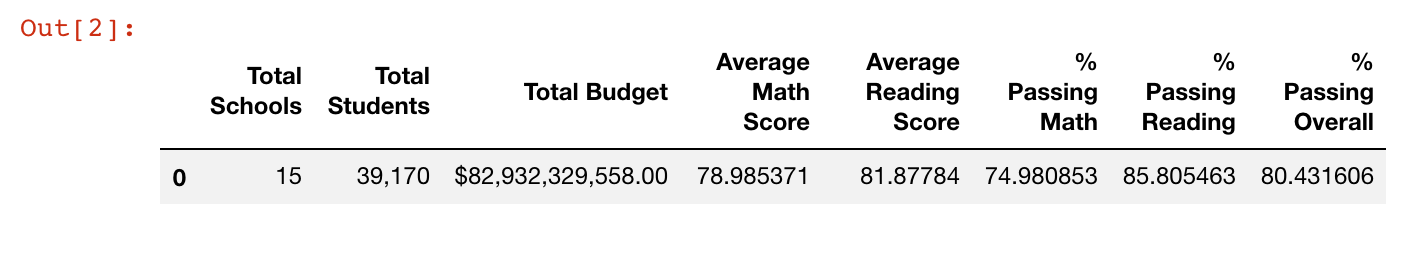 Out[2]:
Average Average % % %
Total Total Total Budget Math Reading Passing Passing Passing
Schools Students Score Score Math Reading Overall
0 15 39,170 $82,932,329,558.00 78.985371 81.87784 74.980853 85.805463 80.431606